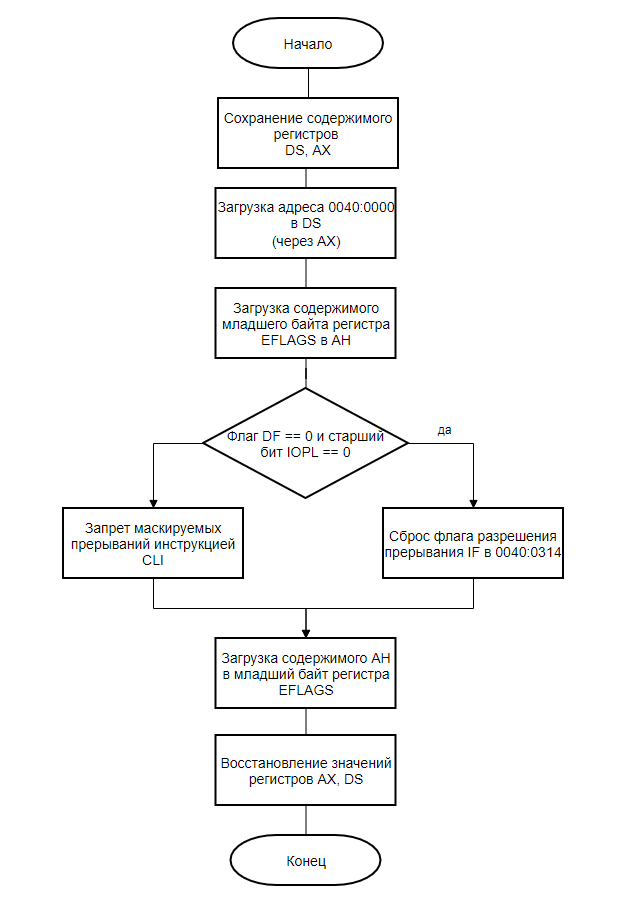 Начало
Сохранение содержимого
регистров
DS, AX
Загрузка адреса 0040:0000
в DS
(через AX)
Загрузка содержимого
младшего байта регистра
EFLAGS в AH
Флаг DF == 0 и старший
бит IOPL == 0
да
Запрет маскируемых
прерываний инструкцией
CLI
Сброс флага разрешения
прерывания IF в 0040:0314
Загрузка содержимого AH
в младший байт регистра
EFLAGS
Восстановление значений
регистров AX, DS
Конец